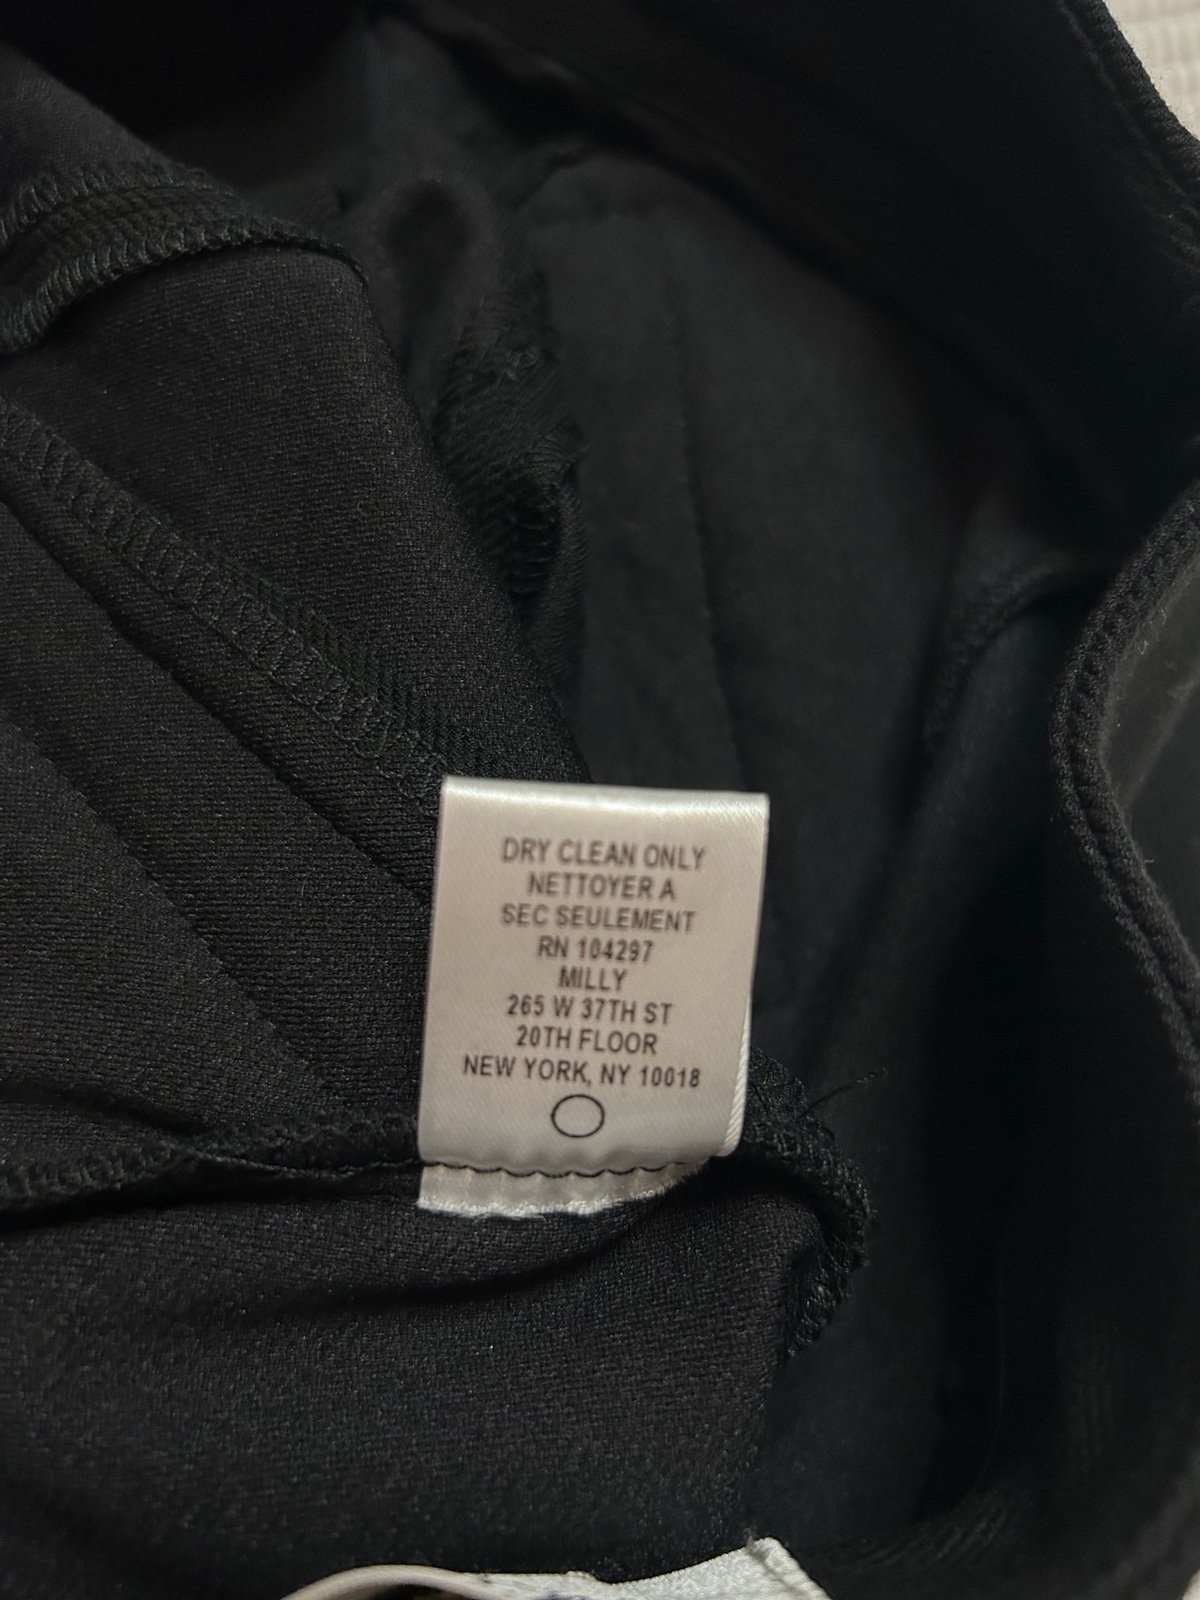 DRY CLEAN ONLY
NETTOYER A
SEC SEULEMENT
RN 104297
MILLY
265 W 37TH ST
20TH FLOOR
NEW YORK, NY 10018